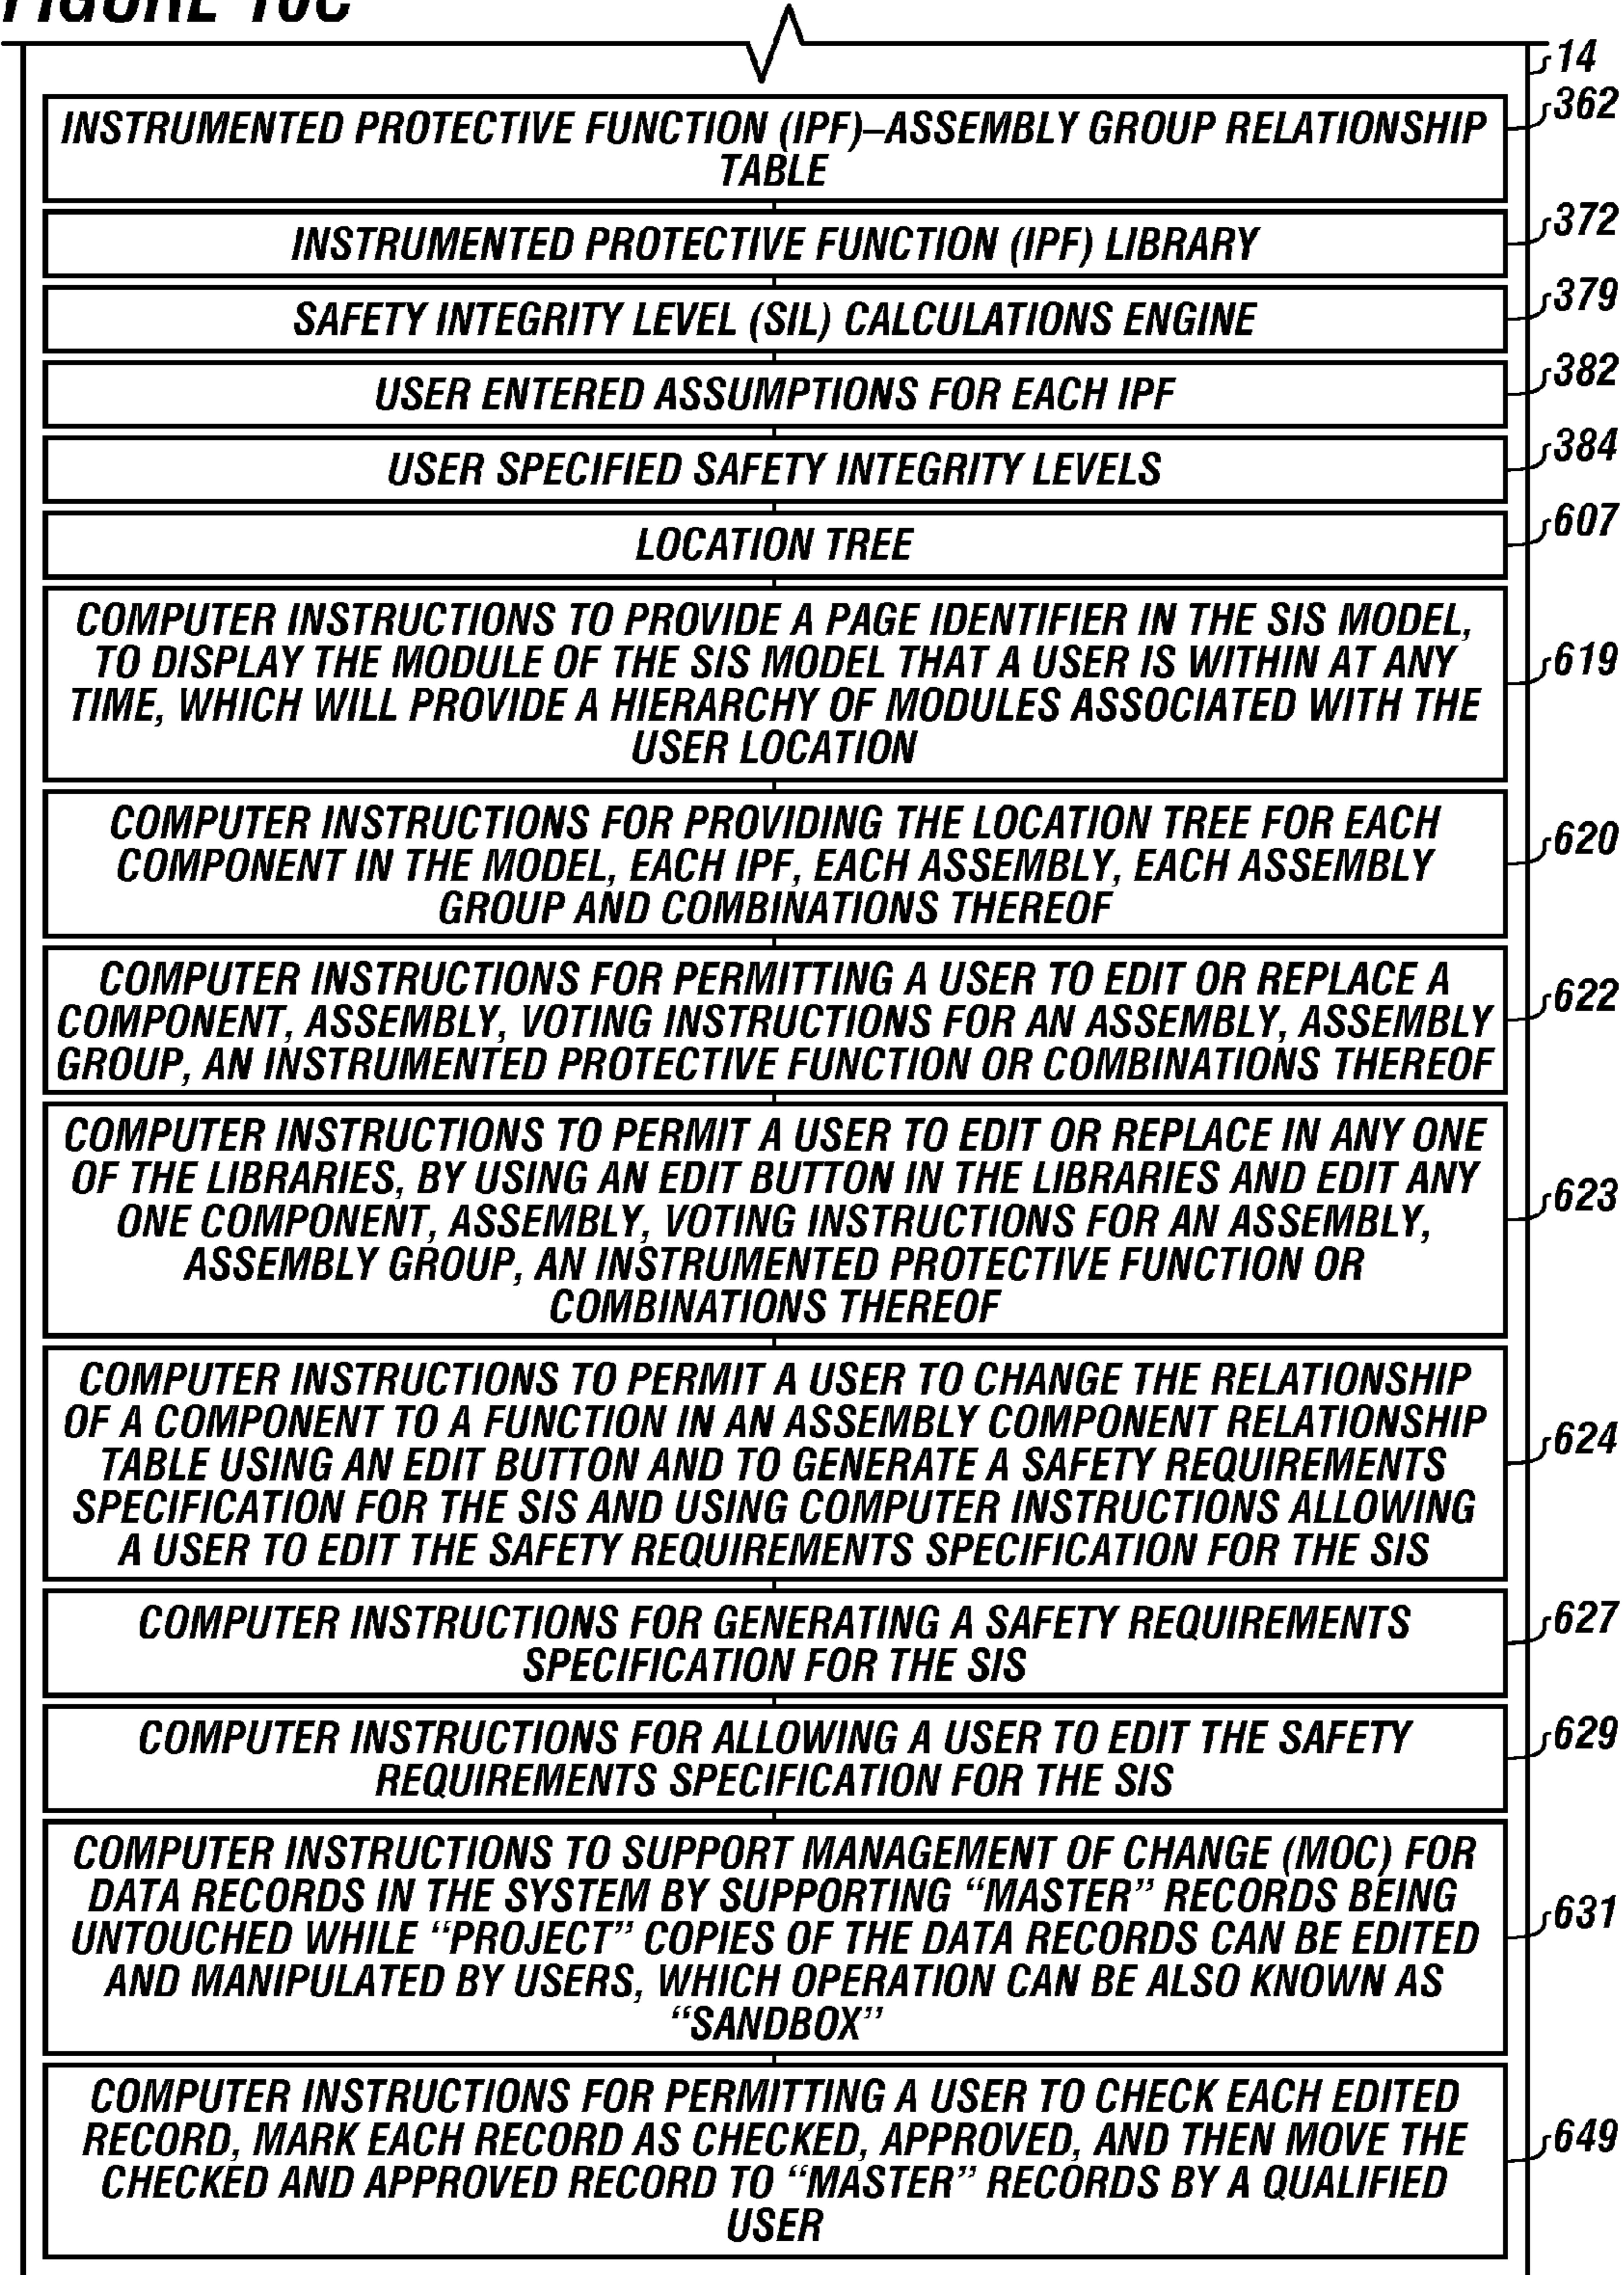 FIGURE 10C
14
INSTRUMENTED PROTECTIVE FUNCTION (IPF)–ASSEMBLY GROUP RELATIONSHIP
TABLE
362
INSTRUMENTED PROTECTIVE FUNCTION (IPF) LIBRARY
372
SAFETY INTEGRITY LEVEL (SIL) CALCULATIONS ENGINE
379
USER ENTERED ASSUMPTIONS FOR EACH IPF
382
USER SPECIFIED SAFETY INTEGRITY LEVELS
384
LOCATION TREE
607
COMPUTER INSTRUCTIONS TO PROVIDE A PAGE IDENTIFIER IN THE SIS MODEL,
TO DISPLAY THE MODULE OF THE SIS MODEL THAT A USER IS WITHIN AT ANY
TIME, WHICH WILL PROVIDE A HIERARCHY OF MODULES ASSOCIATED WITH THE
USER LOCATION
619
COMPUTER INSTRUCTIONS FOR PROVIDING THE LOCATION TREE FOR EACH
COMPONENT IN THE MODEL, EACH IPF, EACH ASSEMBLY, EACH ASSEMBLY
GROUP AND COMBINATIONS THEREOF
620
COMPUTER INSTRUCTIONS FOR PERMITTING A USER TO EDIT OR REPLACE A
COMPONENT, ASSEMBLY, VOTING INSTRUCTIONS FOR AN ASSEMBLY, ASSEMBLY
GROUP, AN INSTRUMENTED PROTECTIVE FUNCTION OR COMBINATIONS THEREOF
622
COMPUTER INSTRUCTIONS TO PERMIT A USER TO EDIT OR REPLACE IN ANY ONE
OF THE LIBRARIES, BY USING AN EDIT BUTTON IN THE LIBRARIES AND EDIT ANY
ONE COMPONENT, ASSEMBLY, VOTING INSTRUCTIONS FOR AN ASSEMBLY,
ASSEMBLY GROUP, AN INSTRUMENTED PROTECTIVE FUNCTION OR
COMBINATIONS THEREOF
623
COMPUTER INSTRUCTIONS TO PERMIT A USER TO CHANGE THE RELATIONSHIP
OF A COMPONENT TO A FUNCTION IN AN ASSEMBLY COMPONENT RELATIONSHIP
TABLE USING AN EDIT BUTTON AND TO GENERATE A SAFETY REQUIREMENTS
SPECIFICATION FOR THE SIS AND USING COMPUTER INSTRUCTIONS ALLOWING
A USER TO EDIT THE SAFETY REQUIREMENTS SPECIFICATION FOR THE SIS
624
COMPUTER INSTRUCTIONS FOR GENERATING A SAFETY REQUIREMENTS
SPECIFICATION FOR THE SIS
627
COMPUTER INSTRUCTIONS FOR ALLOWING A USER TO EDIT THE SAFETY
REQUIREMENTS SPECIFICATION FOR THE SIS
629
COMPUTER INSTRUCTIONS TO SUPPORT MANAGEMENT OF CHANGE (MOC) FOR
DATA RECORDS IN THE SYSTEM BY SUPPORTING “MASTER” RECORDS BEING
UNTOUCHED WHILE “PROJECT” COPIES OF THE DATA RECORDS CAN BE EDITED
AND MANIPULATED BY USERS, WHICH OPERATION CAN BE ALSO KNOWN AS
“SANDBOX”
631
COMPUTER INSTRUCTIONS FOR PERMITTING A USER TO CHECK EACH EDITED
RECORD, MARK EACH RECORD AS CHECKED, APPROVED, AND THEN MOVE THE
CHECKED AND APPROVED RECORD TO “MASTER” RECORDS BY A QUALIFIED
USER
649